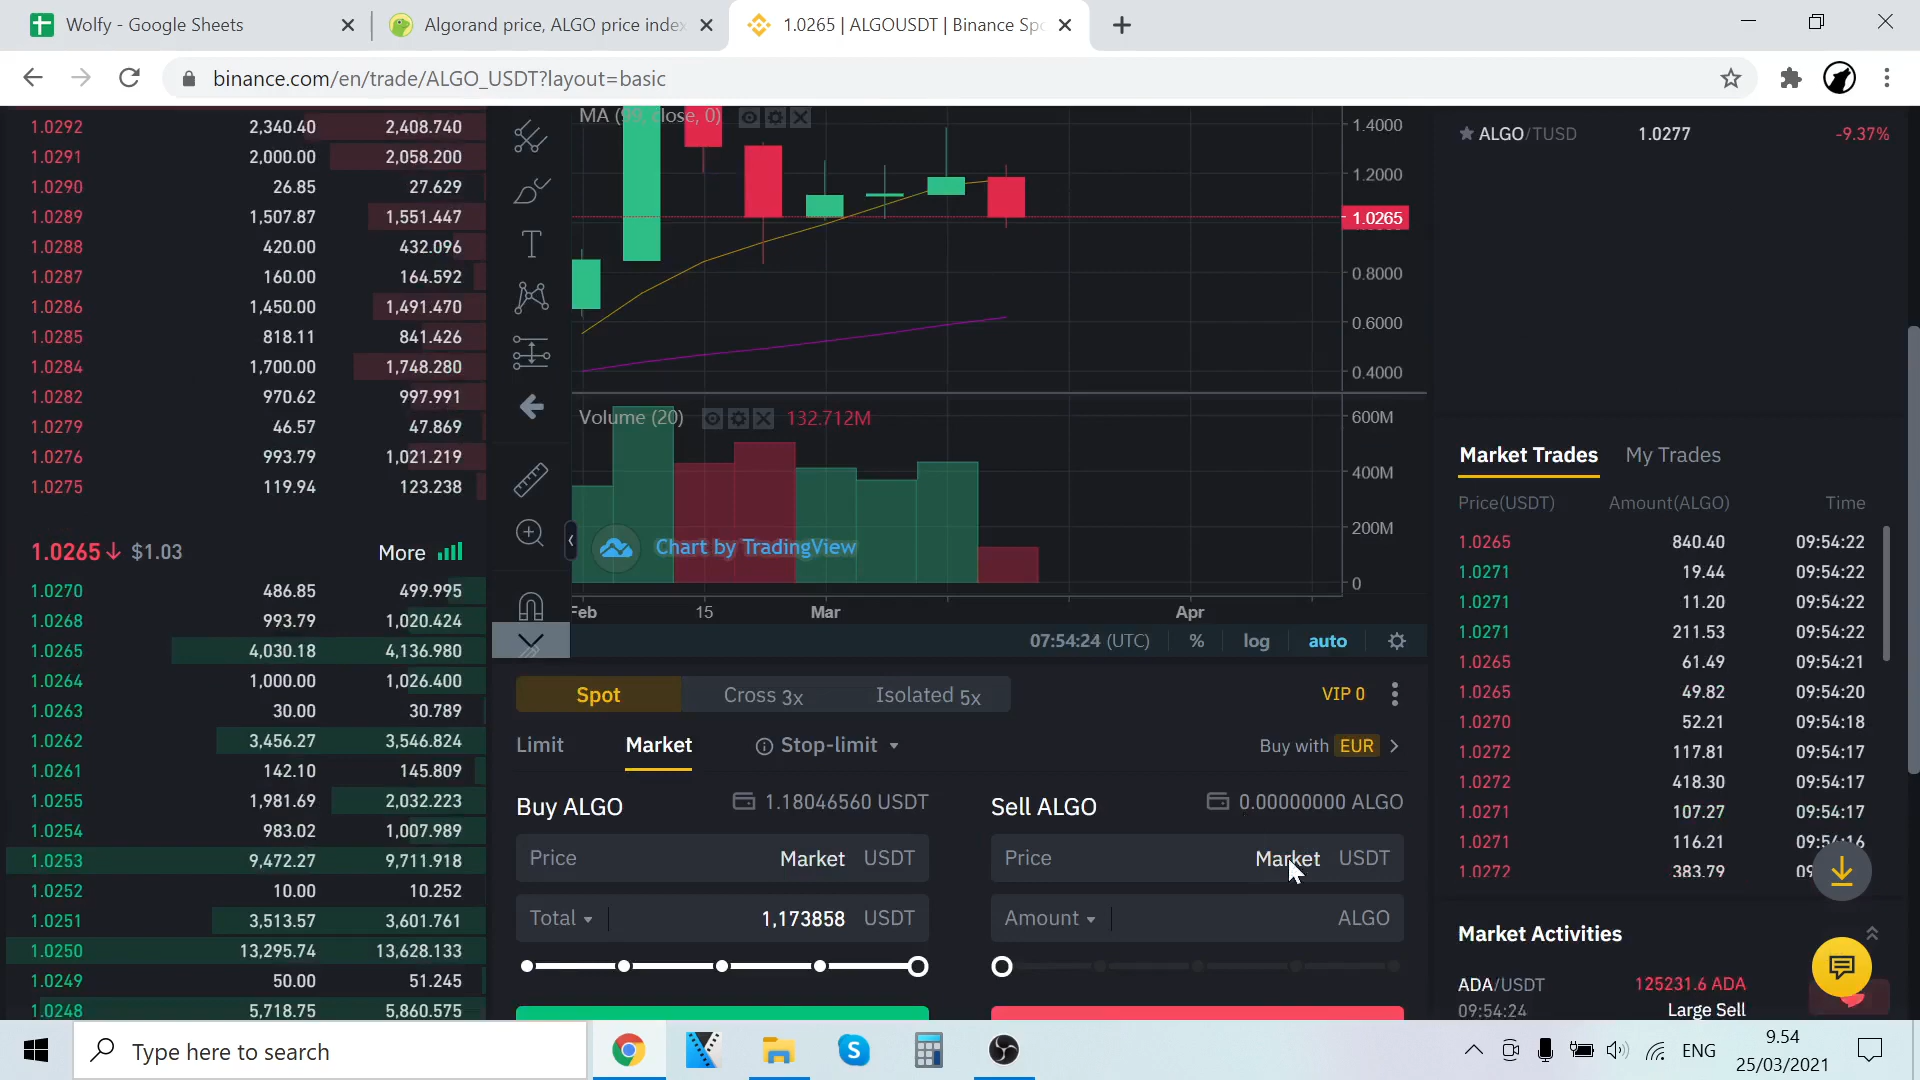 Wolfy - Google Sheets
Algorand price, ALGO price index
1.0265 | ALGOUSDT | Binance Spo
binance.com/en/trade/ALGO_USDT?layout=basic
1.0292 2,340.40 2,408.740
1.0291 2,000.00 2,058.200
1.0290 26.85 27.629
1.0289 1,507.87 1,551.447
1.0288 420.00 432.096
1.0287 160.00 164.592
1.0286 1,450.00 1,491.470
1.0285 818.11 841.426
1.0284 1,700.00 1,748.280
1.0282 970.62 997.991
1.0279 46.57 47.869
1.0276 993.79 1,021.219
1.0275 119.94 123.238
1.0265 $1.03 More
1.0270 486.85 499.995
1.0268 993.79 1,020.424
1.0265 4,030.18 4,136.980
1.0264 1,000.00 1,026.400
1.0263 30.00 30.789
1.0262 3,456.27 3,546.824
1.0261 142.10 145.809
1.0255 1,981.69 2,032.223
1.0254 983.02 1,007.989
1.0253 9,472.27 9,711.918
1.0252 10.00 10.252
1.0251 3,513.57 3,601.761
1.0250 13,295.74 13,628.133
1.0249 50.00 51.245
1.0248 5,718.75 5,860.575
MA (99, close, 0)
1.4000
1.2000
1.0265
0.8000
0.6000
0.4000
Volume (20) 132.712M
600M
400M
200M
0
Chart by TradingView
Feb 15 Mar Apr
07:54:24 (UTC) % log auto
Spot Cross 3x Isolated 5x VIP 0
Limit Market Stop-limit Buy with EUR
Buy ALGO 1.18046560 USDT
Price Market USDT
Total 1,173858 USDT
Sell ALGO 0.00000000 ALGO
Price Market USDT
Amount ALGO
ALGO/TUSD 1.0277 -9.37%
Market Trades My Trades
Price(USDT) Amount(ALGO) Time
1.0265 840.40 09:54:22
1.0271 19.44 09:54:22
1.0271 11.20 09:54:22
1.0271 211.53 09:54:22
1.0265 61.49 09:54:21
1.0265 49.82 09:54:20
1.0270 52.21 09:54:18
1.0272 117.81 09:54:17
1.0272 418.30 09:54:17
1.0271 107.27 09:54:17
1.0271 116.21 09:54:16
1.0272 383.79
Market Activities
ADA/USDT 125231.6 ADA
09:54:24 Large Sell
Type here to search
ENG
9.54
25/03/2021